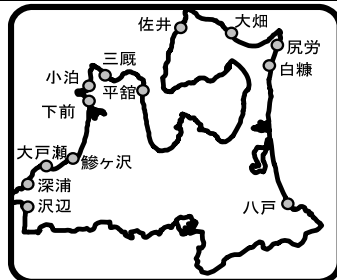 佐井
大畑
三厩
尻労
小泊
平舘
白糠
下前
大戸瀬
鰺ヶ沢
深浦
沢辺
八戸